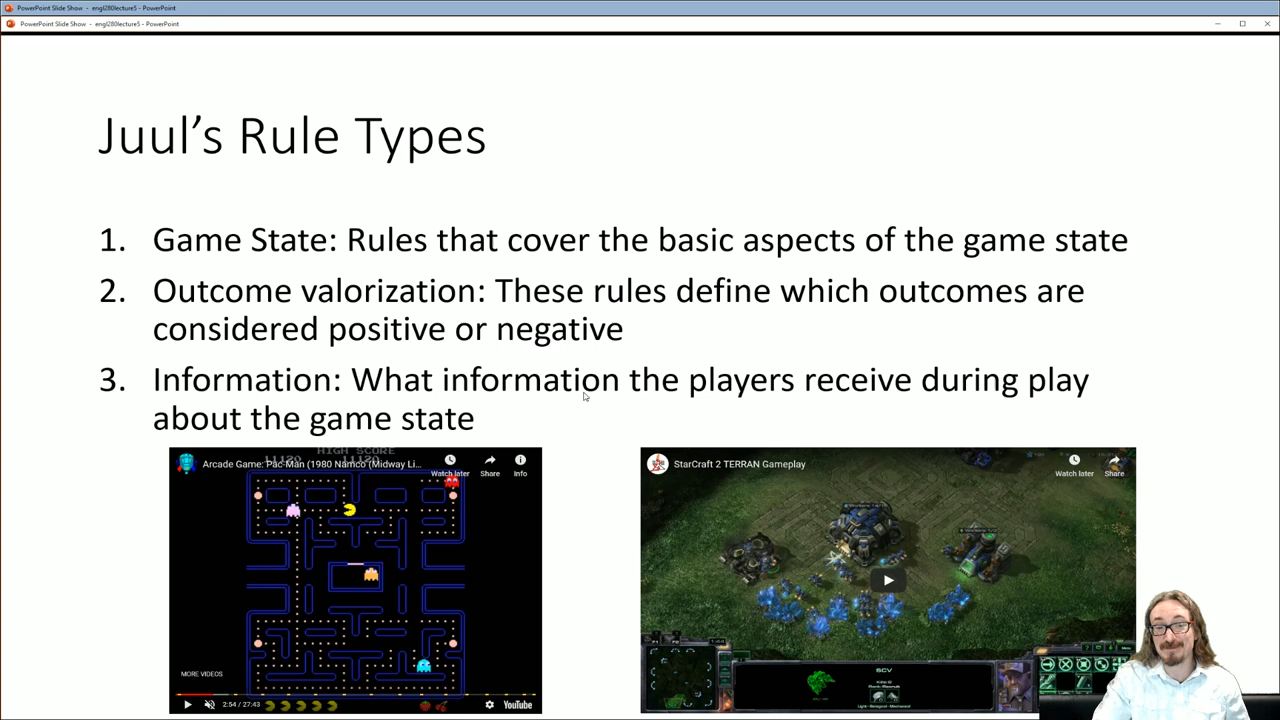 PowerPoint Slide Show - engl280lecture5 - PowerPoint
PowerPoint Slide Show - engl280lecture5 - PowerPoint
Juul's Rule Types
1. Game State: Rules that cover the basic aspects of the game state
2. Outcome valorization: These rules define which outcomes are
considered positive or negative
3. Information: What information the players receive during play
about the game state
HIGH SCORE
Arcade Game: Pac-Man (1980 Namco (Midway Li...
Watch later
Share
Info
MORE VIDEOS
2:54 / 27:43
YouTube
StarCraft 2 TERRAN Gameplay
Watch later
Share
SCV
Menu